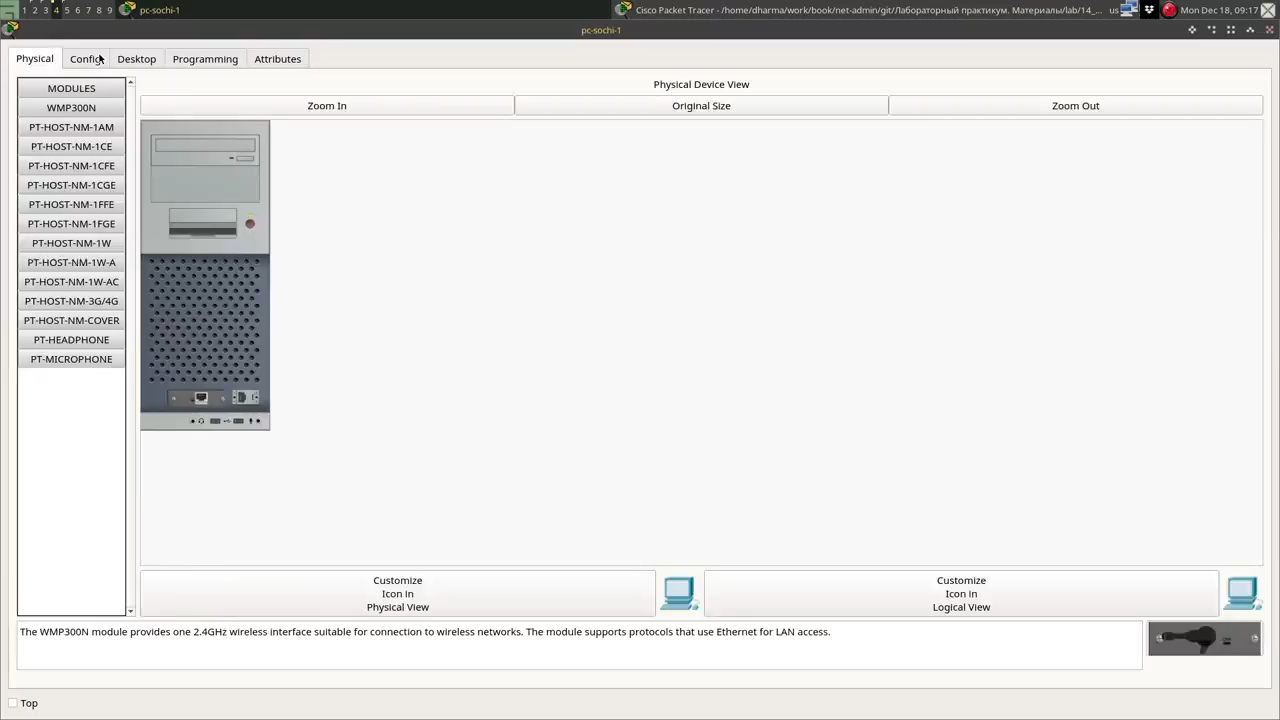 1 2 3 4 5 6 7 8 9 pc-sochi-1 Cisco Packet Tracer - /home/dharma/work/book/net-admin/git/Лабораторный практикум. Материалы/lab/14_... us Mon Dec 18, 09:17
pc-sochi-1
Physical Config Desktop Programming Attributes
MODULES
WMP300N
PT-HOST-NM-1AM
PT-HOST-NM-1CE
PT-HOST-NM-1CFE
PT-HOST-NM-1CGE
PT-HOST-NM-1FFE
PT-HOST-NM-1FGE
PT-HOST-NM-1W
PT-HOST-NM-1W-A
PT-HOST-NM-1W-AC
PT-HOST-NM-3G/4G
PT-HOST-NM-COVER
PT-HEADPHONE
PT-MICROPHONE
Physical Device View
Zoom In Original Size Zoom Out
Customize
Icon in
Physical View
Customize
Icon in
Logical View
The WMP300N module provides one 2.4GHz wireless interface suitable for connection to wireless networks. The module supports protocols that use Ethernet for LAN access.
Top